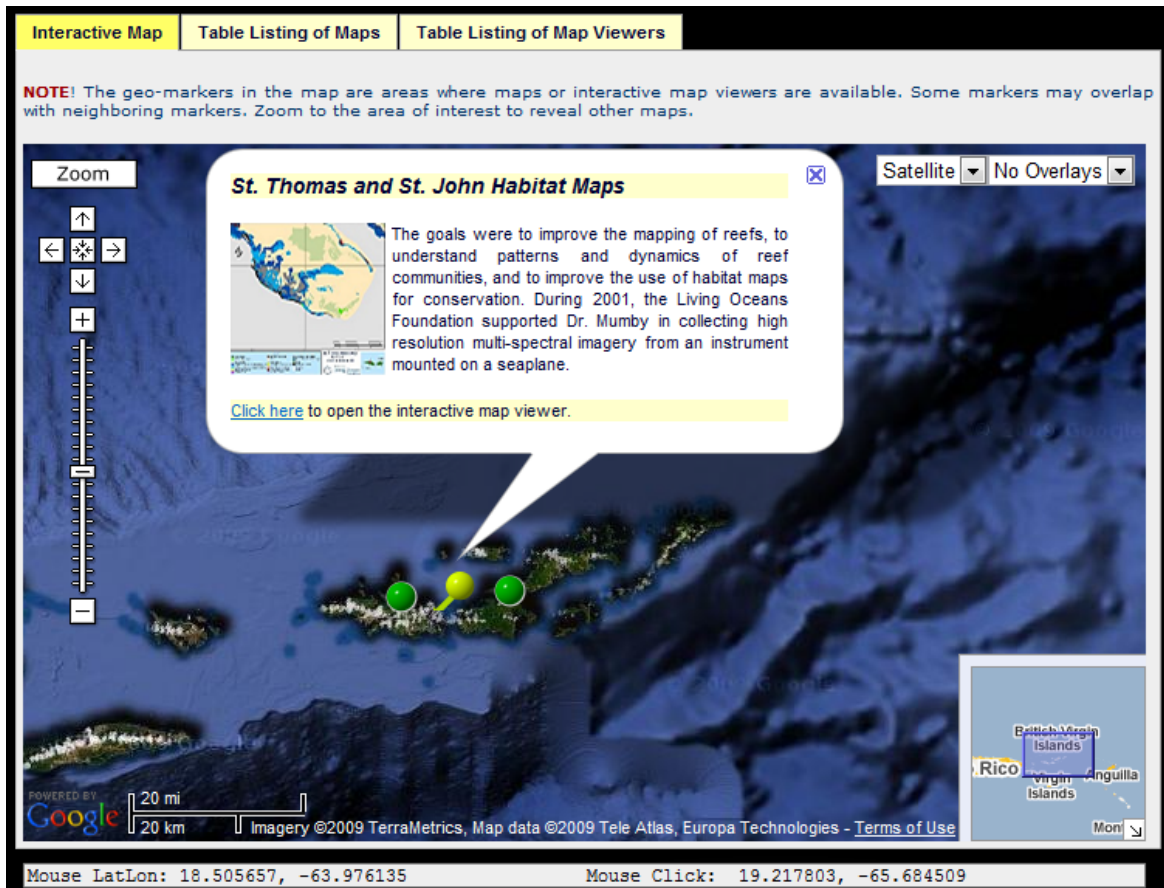 Interactive Map
Table Listing of Maps
Table Listing of Map Viewers
NOTE! The geo-markers in the map are areas where maps or interactive map viewers are available. Some markers may overlap
with neighboring markers. Zoom to the area of interest to reveal other maps.
Zoom
Satellite
No Overlays
St. Thomas and St. John Habitat Maps
The goals were to improve the mapping of reefs, to
understand patterns and dynamics of reef
communities, and to improve the use of habitat maps
for conservation. During 2001, the Living Oceans
Foundation supported Dr. Mumby in collecting high
resolution multi-spectral imagery from an instrument
mounted on a seaplane.
Click here to open the interactive map viewer.
British Virgin
Islands
Rico
Virgin
Islands
Anguilla
Mon
POWERED BY
Google
20 mi
20 km
Imagery ©2009 TerraMetrics, Map data ©2009 Tele Atlas, Europa Technologies - Terms of Use
Mouse LatLon: 18.505657, -63.976135
Mouse Click: 19.217803, -65.684509